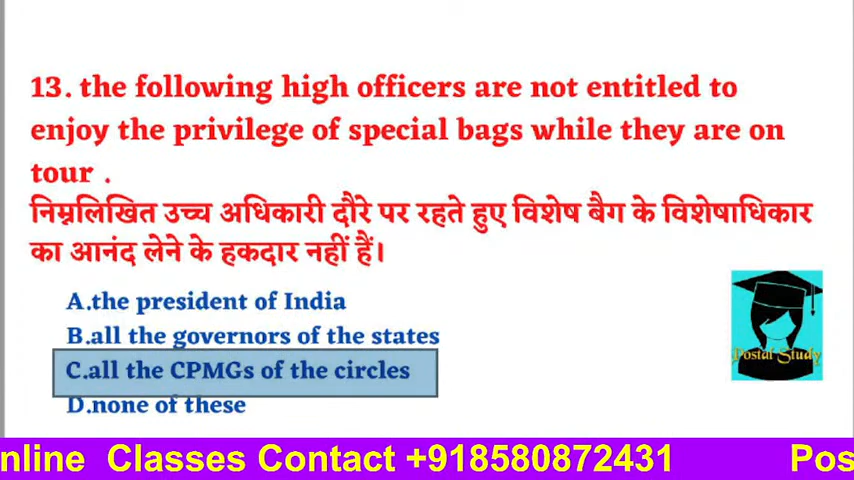 13. the following high officers are not entitled to
enjoy the privilege of special bags while they are on
tour .
निम्नलिखित उच्च अधिकारी दौरे पर रहते हुए विशेष बैग के विशेषाधिकार
का आनंद लेने के हकदार नहीं हैं।
A.the president of India
B.all the governors of the states
C.all the CPMGs of the circles
D.none of these
Postal Study
nline Classes Contact +918580872431 Pos